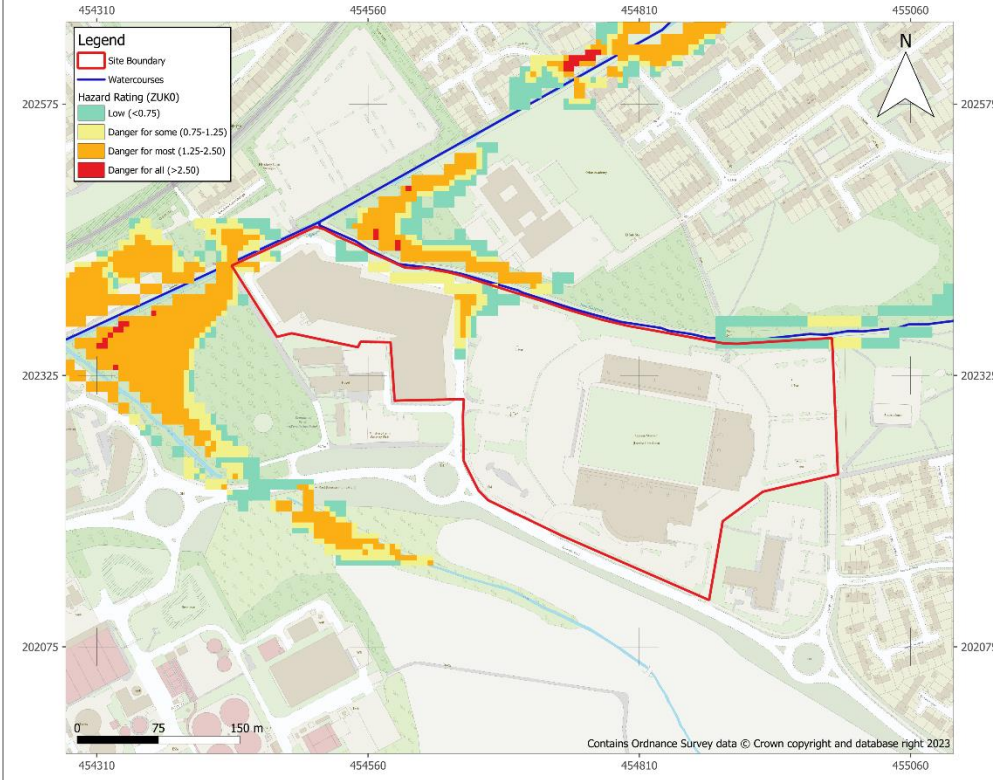 454310
454560
454810
455060
Legend
Site Boundary
Watercourses
Hazard Rating (ZUK0)
Low (<0.75)
Danger for some (0.75-1.25)
Danger for most (1.25-2.50)
Danger for all (>2.50)
N
202575
202575
202325
202325
202075
202075
0 75 150 m
Contains Ordnance Survey data © Crown copyright and database right 2023
454310
454560
454810
455060